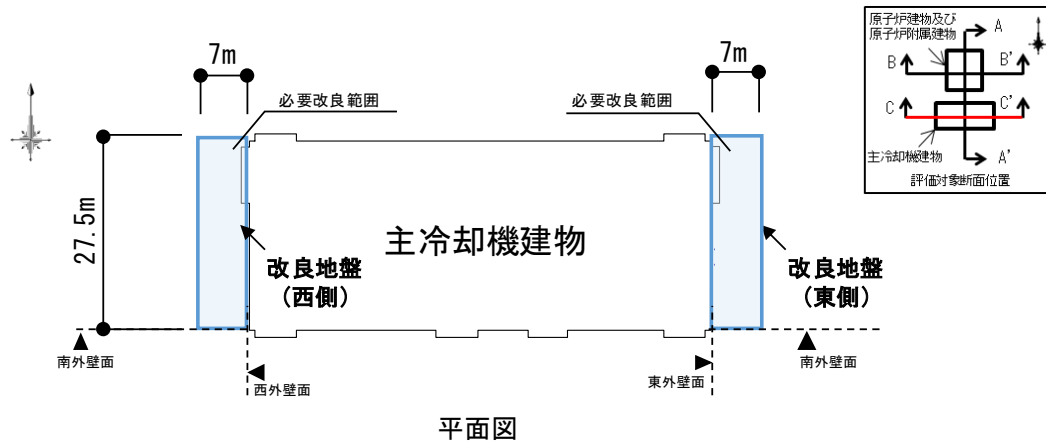 7m
7m
必要改良範囲
必要改良範囲
27.5m
主冷却機建物
改良地盤
(西側)
改良地盤
(東側)
南外壁面
西外壁面
東外壁面
南外壁面
平面図
原子炉建物及び
原子炉附属建物
A
B
B'
C
C'
主冷却機建物
A'
評価対象断面位置